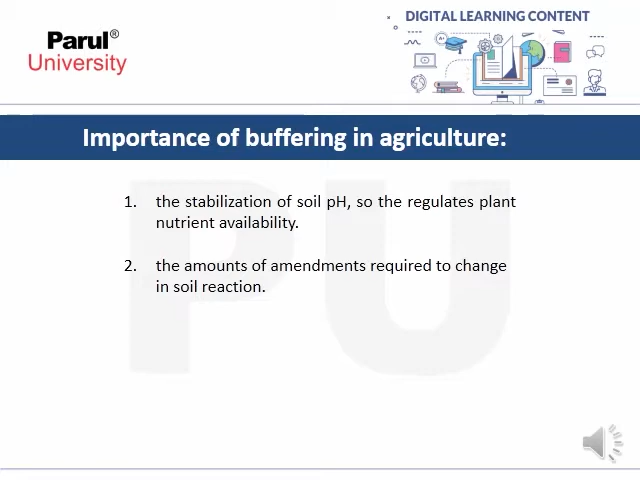 Parul®
University
DIGITAL LEARNING CONTENT
A+
Importance of buffering in agriculture:
1. the stabilization of soil pH, so the regulates plant
nutrient availability.
2. the amounts of amendments required to change
in soil reaction.
PU